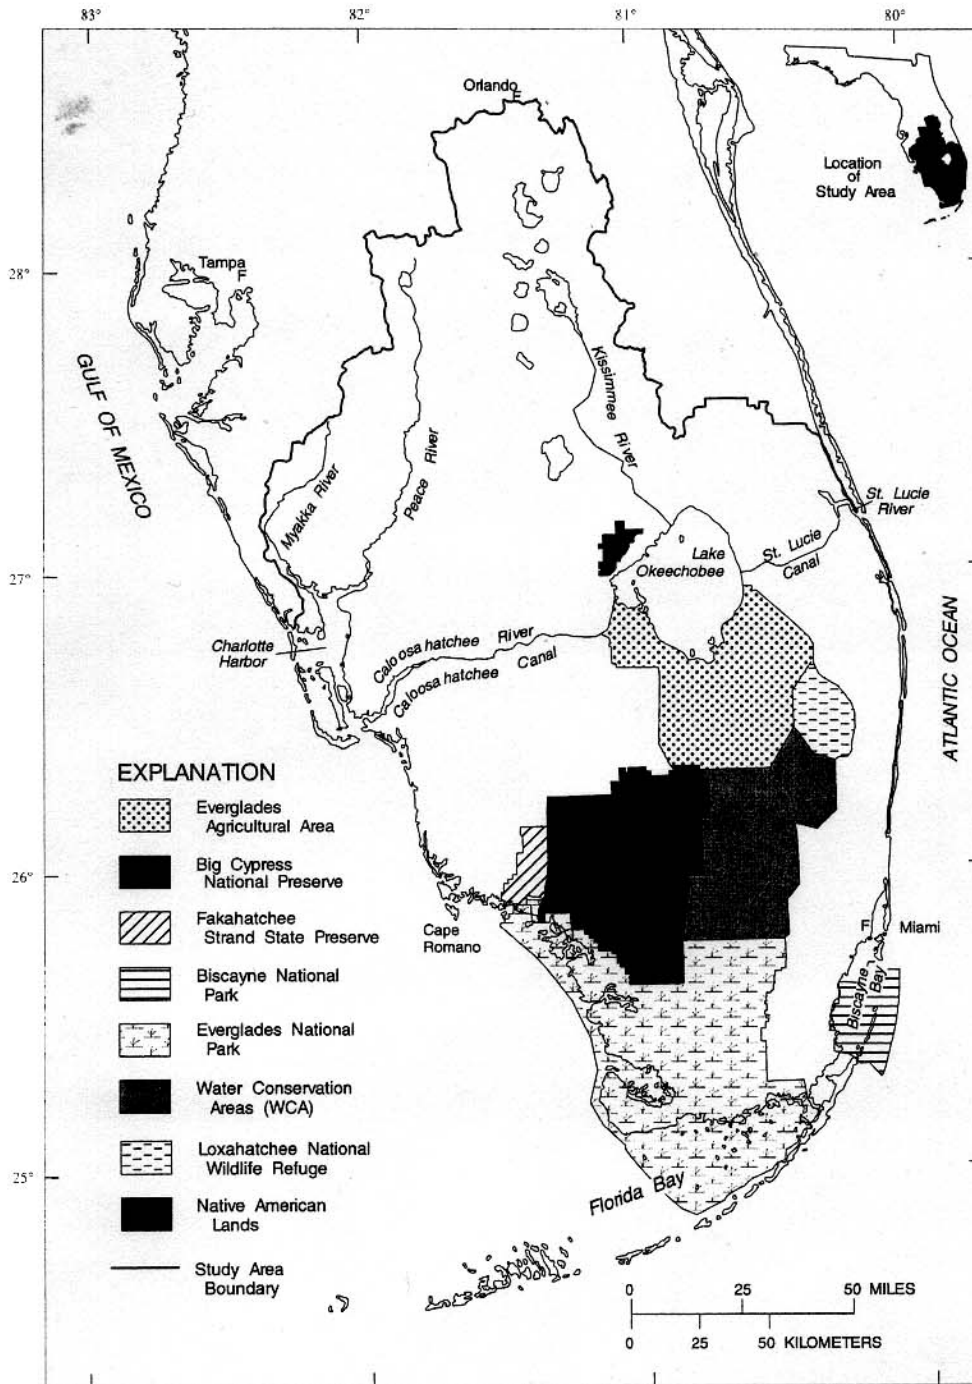 83°
82°
81°
80°
Orlando
E
Location
of
Study Area
28°
Tampa
F
GULF OF MEXICO
Kissimmee River
Peace River
Myakka River
St. Lucie
River
Lake
Okeechobee
St. Lucie
Canal
27°
Charlotte
Harbor
Caloosahatchee River
Caloosahatchee Canal
ATLANTIC OCEAN
EXPLANATION
Everglades
Agricultural Area
Big Cypress
National Preserve
26°
Fakahatchee
Strand State Preserve
Cape
Romano
F
Miami
Biscayne National
Park
Biscayne
Bay
Everglades National
Park
Water Conservation
Areas (WCA)
Loxahatchee National
Wildlife Refuge
25°
Florida Bay
Native American
Lands
Study Area
Boundary
0 25 50 MILES
0 25 50 KILOMETERS